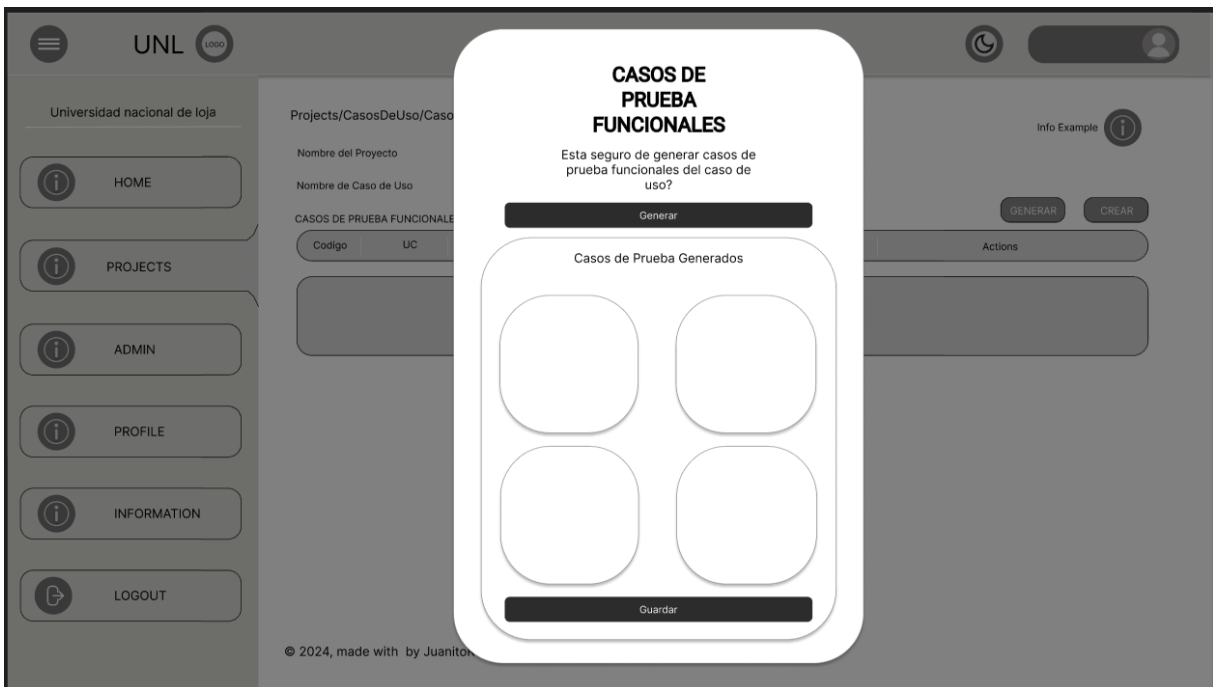 UNL LOGO
Universidad nacional de loja
HOME
PROJECTS
ADMIN
PROFILE
INFORMATION
LOGOUT
Projects/CasosDeUso/Caso
Info Example
Nombre del Proyecto
Nombre de Caso de Uso
CASOS DE PRUEBA FUNCIONALE
GENERAR CREAR
Codigo UC Actions
CASOS DE
PRUEBA
FUNCIONALES
Esta seguro de generar casos de
prueba funcionales del caso de
uso?
Generar
Casos de Prueba Generados
Guardar
© 2024, made with by Juanito